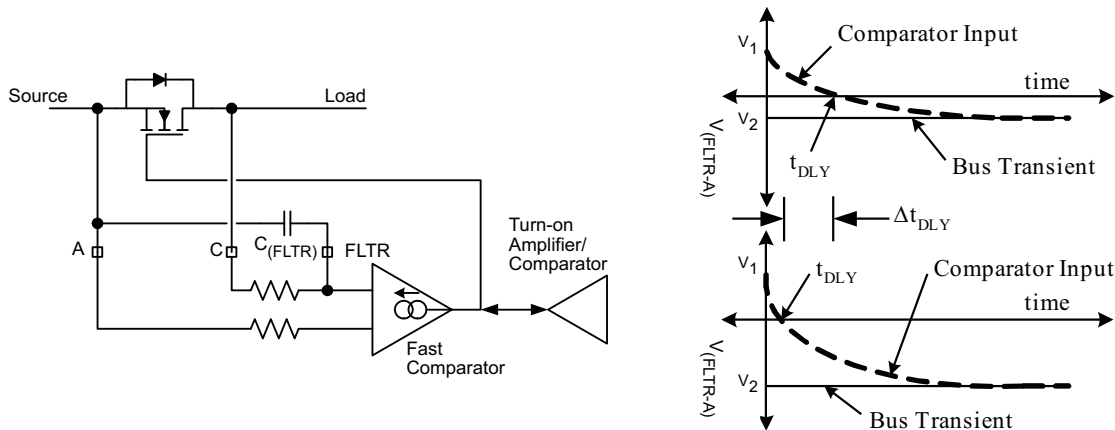 Source
Load
A
C
C(FLTR)
FLTR
Turn-on
Amplifier/
Comparator
Fast
Comparator
V1
Comparator Input
time
V2
V(FLTR-A)
tDLY
Bus Transient
ΔtDLY
V1
tDLY
Comparator Input
time
V2
V(FLTR-A)
Bus Transient